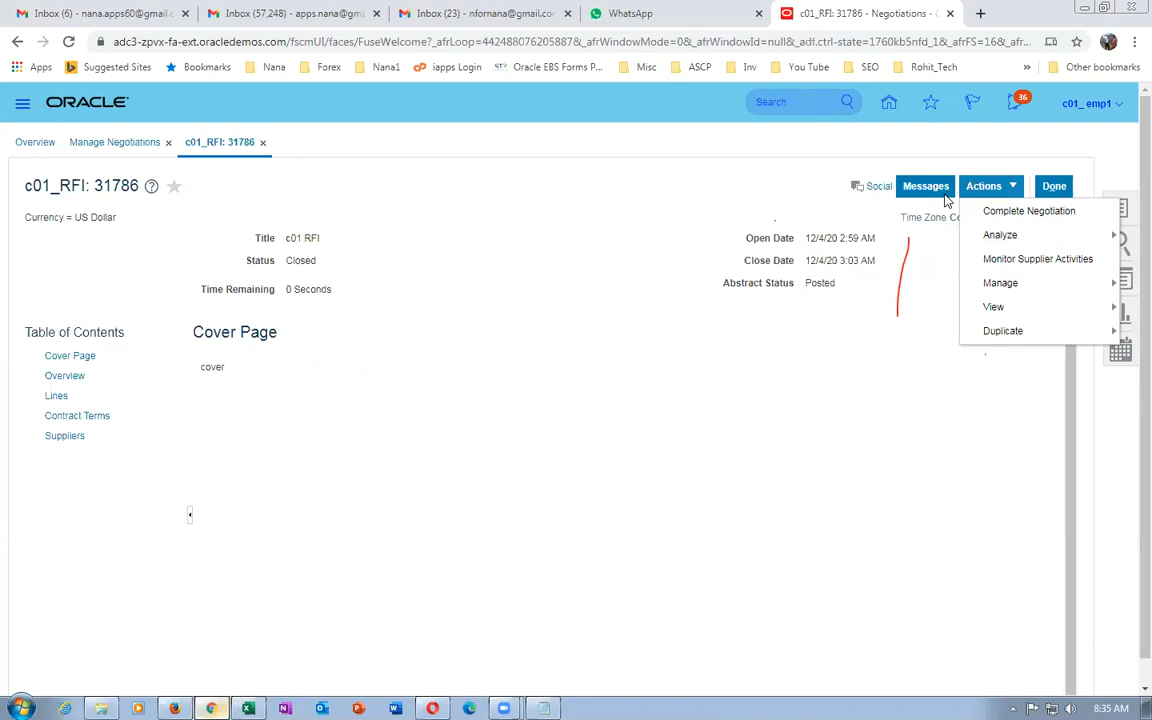 Inbox (6) - nana.apps60@gmail.c
Inbox (57,248) - apps.nana@gm
Inbox (23) - nfornana@gmail.con
WhatsApp
c01_RFI: 31786 - Negotiations - C
adc3-zpvx-fa-ext.oracledemos.com/fscmUI/faces/FuseWelcome?_afrLoop=442488076205887&_afrWindowMode=0&_afrWindowId=null&_adf.ctrl-state=1760kb5nfd_1&_afrFS=16&_afr...
Apps
Suggested Sites
Bookmarks
Nana
Forex
Nana1
iapps Login
Oracle EBS Forms P...
Misc
ASCP
Inv
You Tube
SEO
Rohit_Tech
»
Other bookmarks
ORACLE
Search
36
c01_ emp1
Overview
Manage Negotiations
c01_RFI: 31786
c01_RFI: 31786
Social
Messages
Actions
Done
Currency = US Dollar
Time Zone Co
Title c01 RFI
Status Closed
Time Remaining 0 Seconds
Open Date 12/4/20 2:59 AM
Close Date 12/4/20 3:03 AM
Abstract Status Posted
Complete Negotiation
Analyze
Monitor Supplier Activities
Manage
View
Duplicate
Table of Contents
Cover Page
Overview
Lines
Contract Terms
Suppliers
Cover Page
cover
8:35 AM